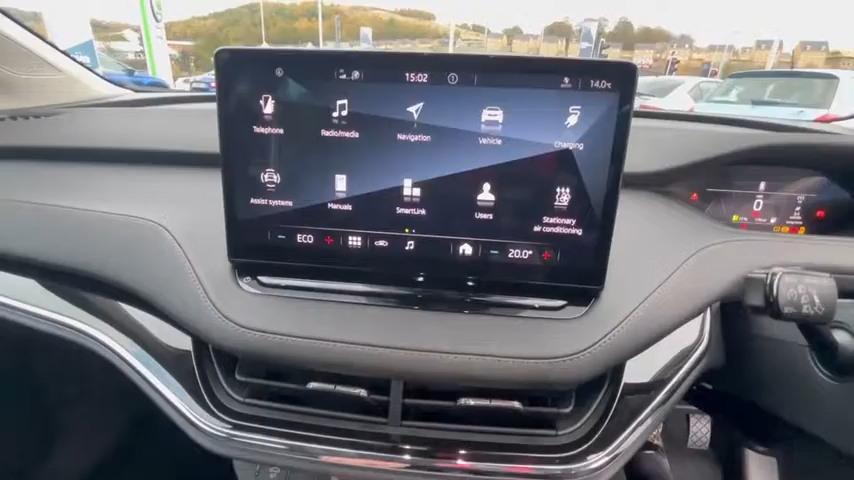 15:02
14,0°C
Telephone
Radio/media
Navigation
Vehicle
Charging
Assist systems
Manuals
SmartLink
Users
Stationary
air conditioning
ECO
20.0°
0